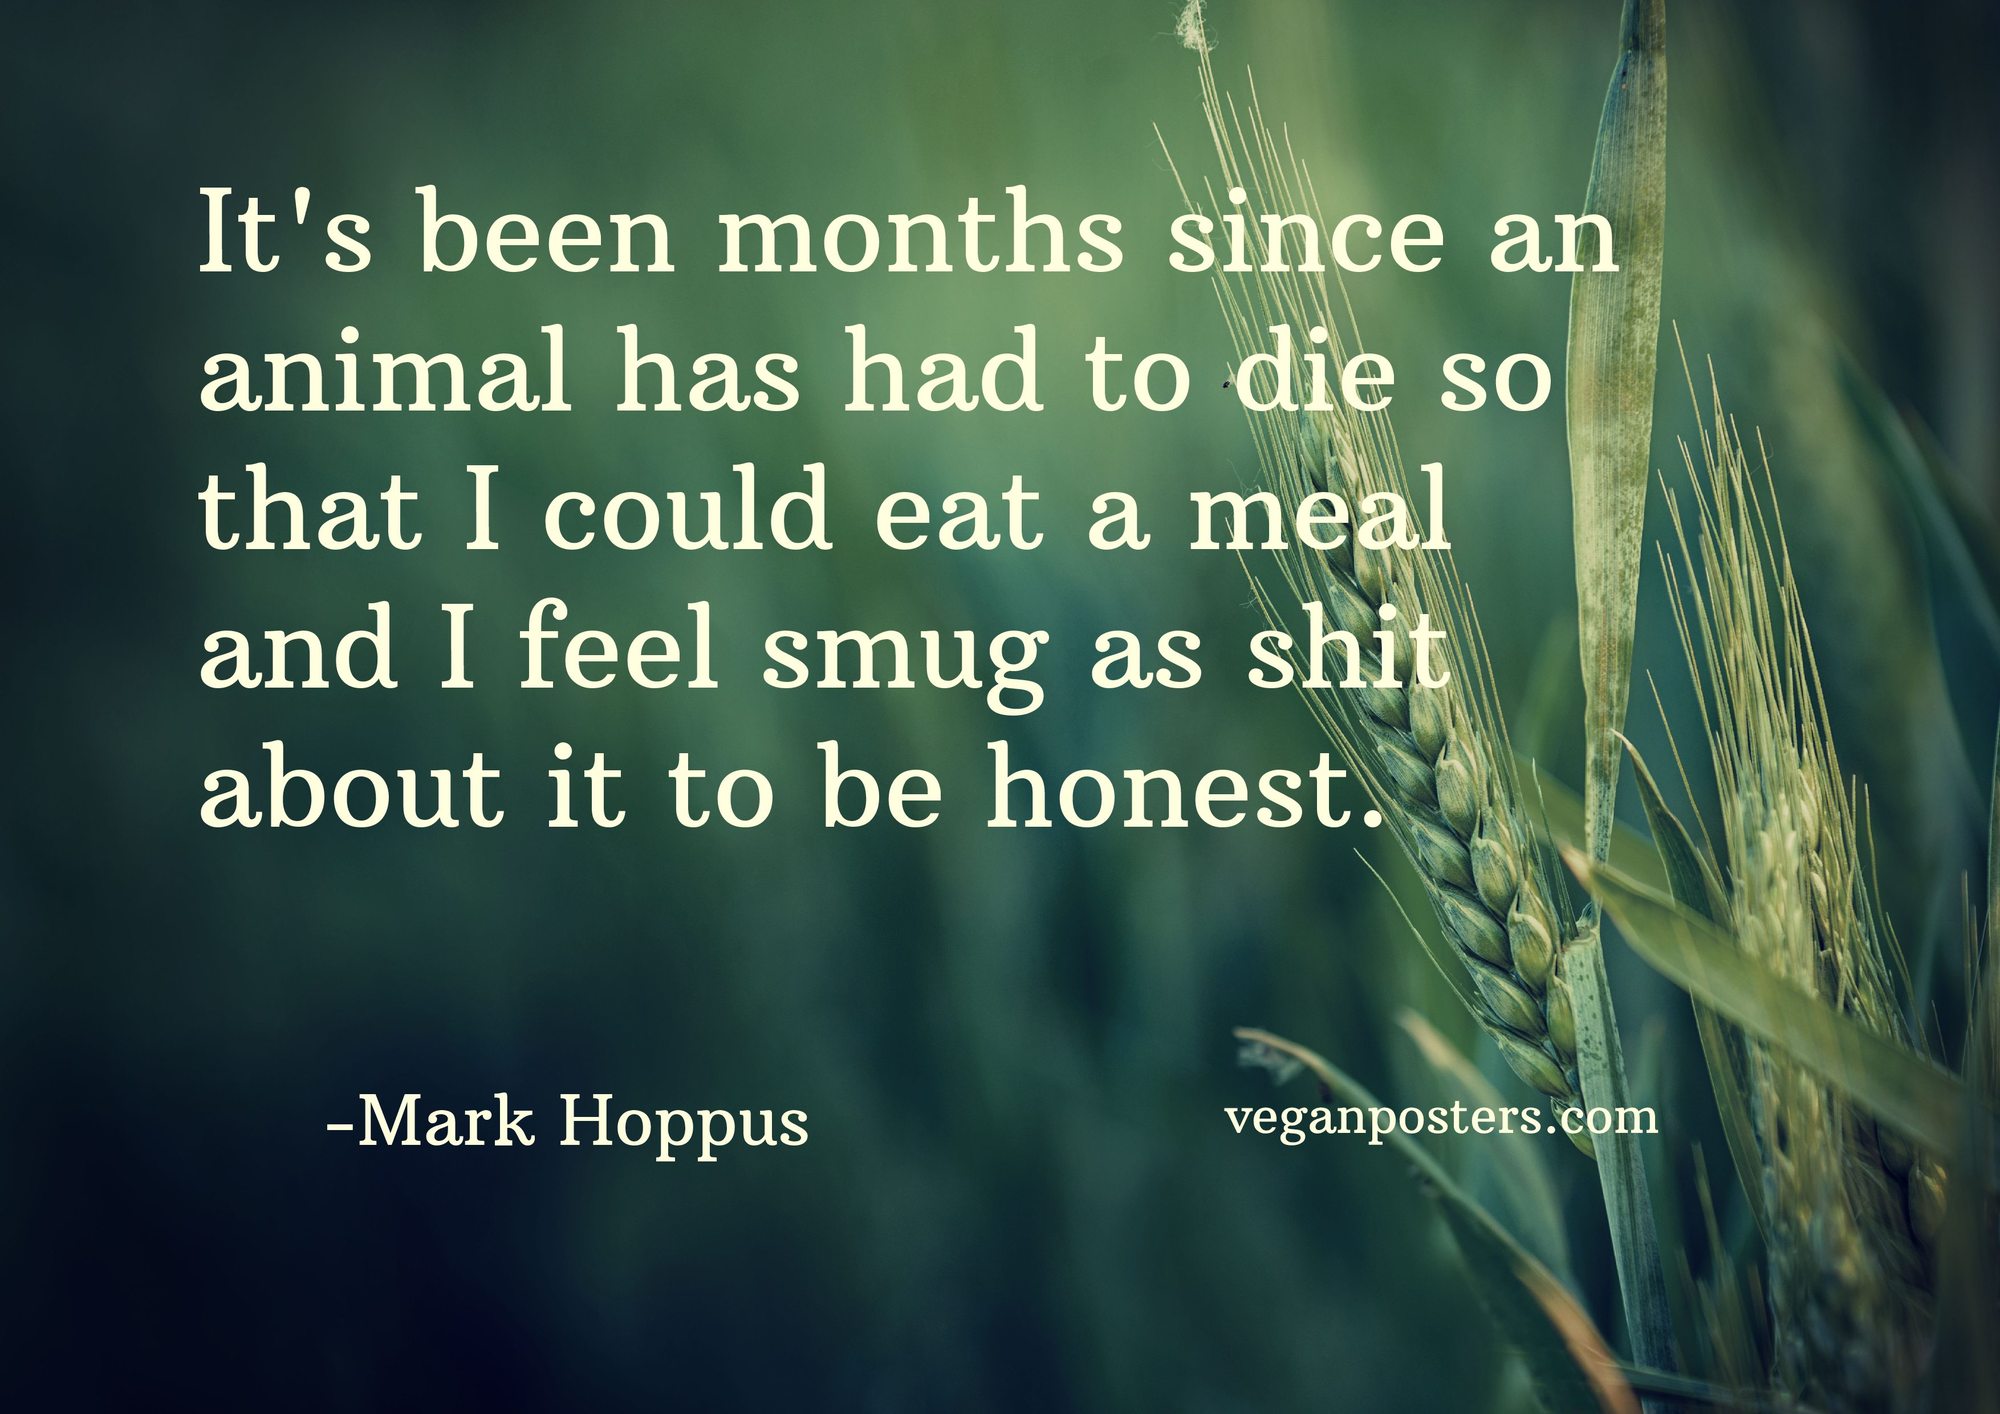 It's been months since an
animal has had to die so
that I could eat a meal
and I feel smug as shit
about it to be honest.
-Mark Hoppus
veganposters.com